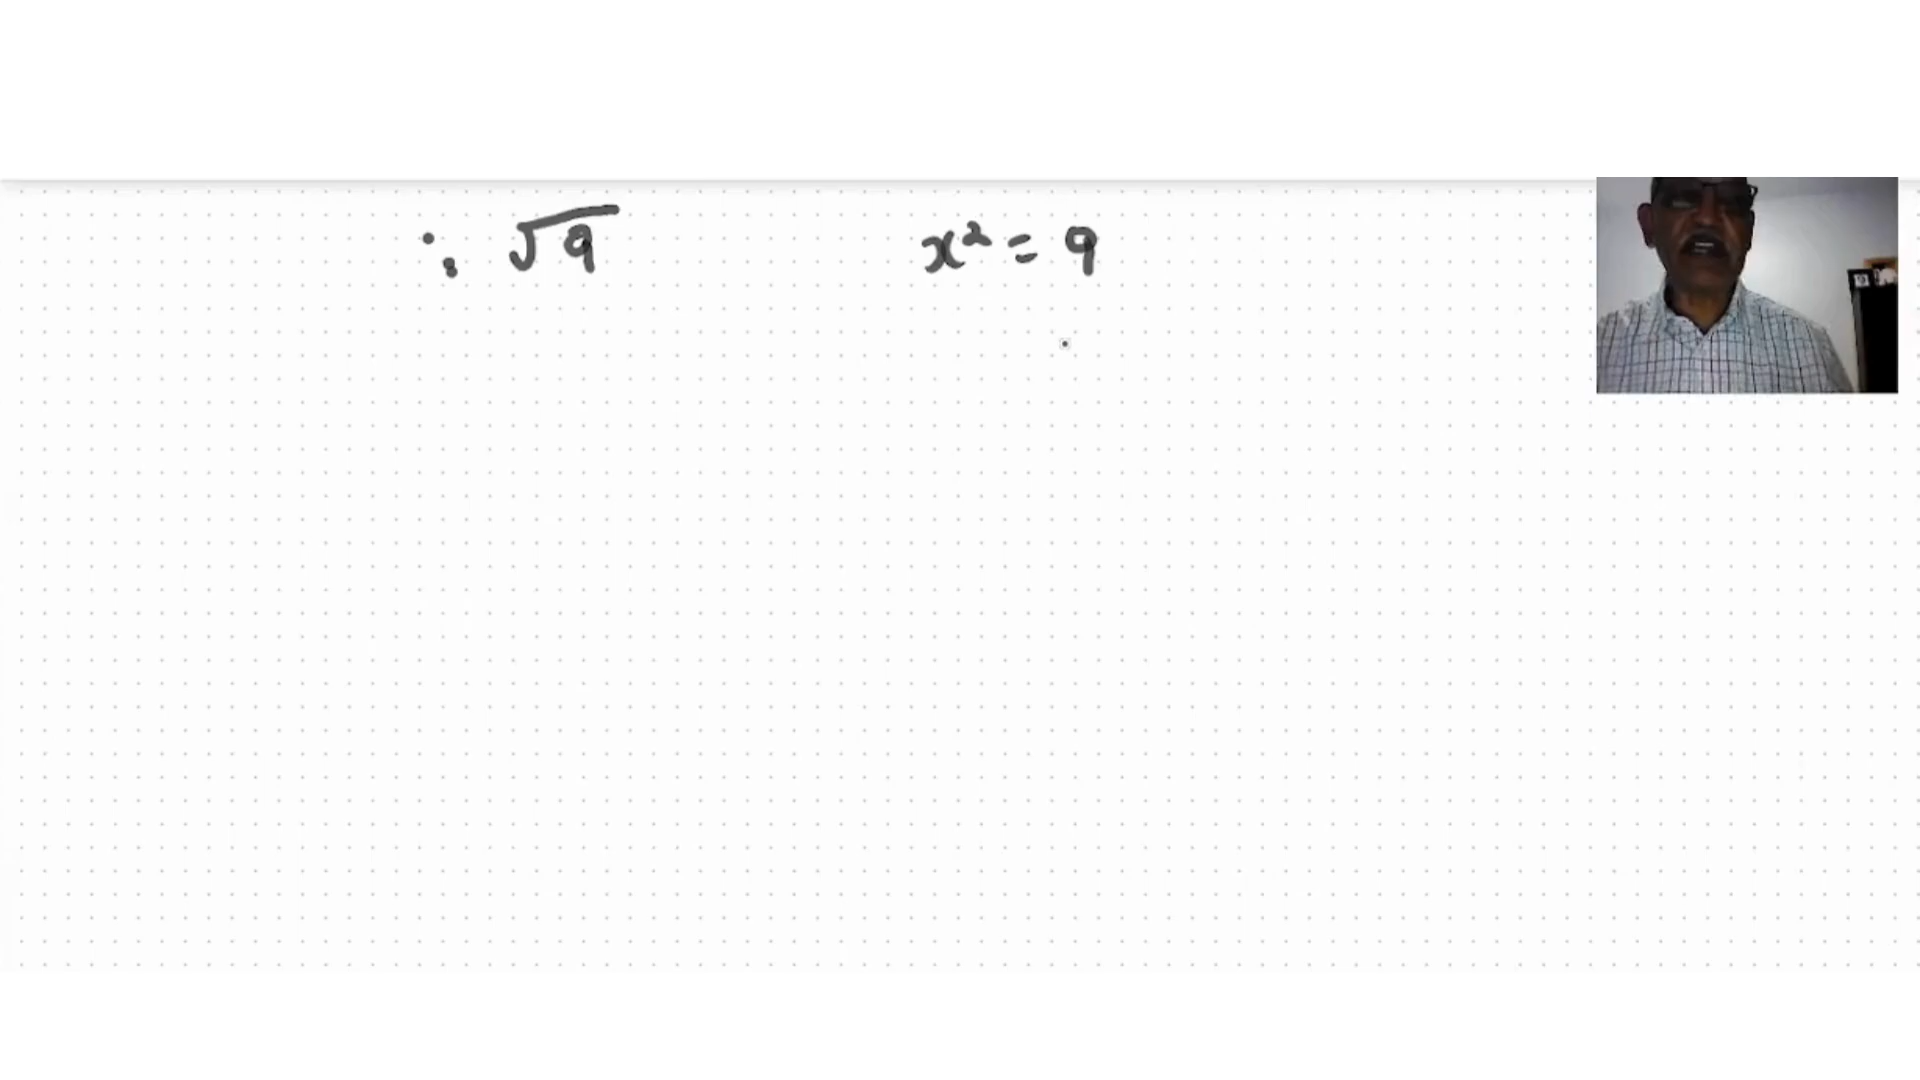 √9 x² = 9